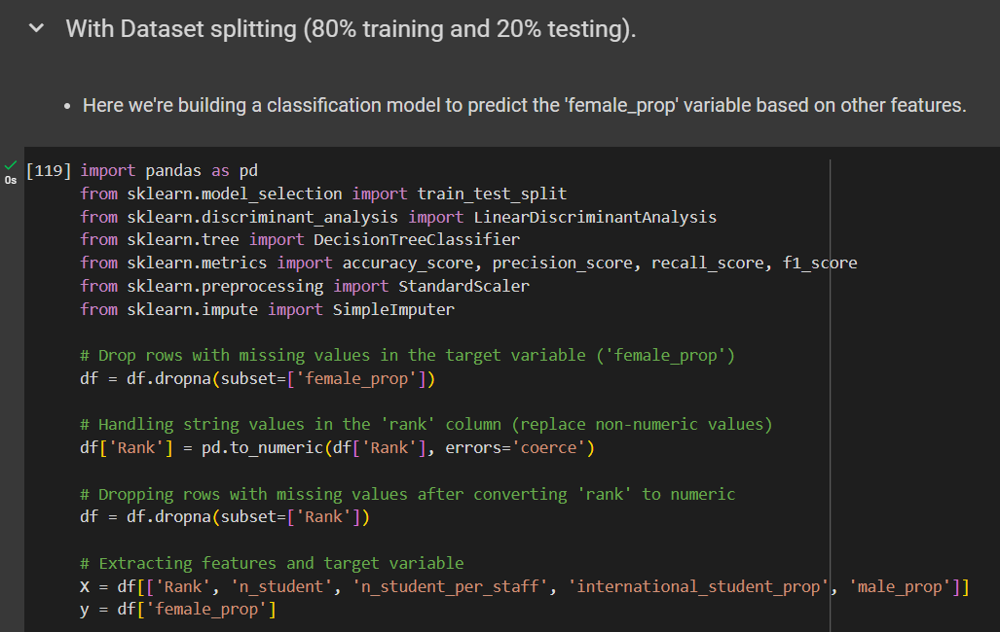 With Dataset splitting (80% training and 20% testing).
• Here we're building a classification model to predict the 'female_prop' variable based on other features.
0s
[119] import pandas as pd
from sklearn.model_selection import train_test_split
from sklearn.discriminant_analysis import LinearDiscriminantAnalysis
from sklearn.tree import DecisionTreeClassifier
from sklearn.metrics import accuracy_score, precision_score, recall_score, f1_score
from sklearn.preprocessing import StandardScaler
from sklearn.impute import SimpleImputer
# Drop rows with missing values in the target variable ('female_prop')
df = df.dropna(subset=['female_prop'])
# Handling string values in the 'rank' column (replace non-numeric values)
df['Rank'] = pd.to_numeric(df['Rank'], errors='coerce')
# Dropping rows with missing values after converting 'rank' to numeric
df = df.dropna(subset=['Rank'])
# Extracting features and target variable
X = df[['Rank', 'n_student', 'n_student_per_staff', 'international_student_prop', 'male_prop']]
y = df['female_prop']